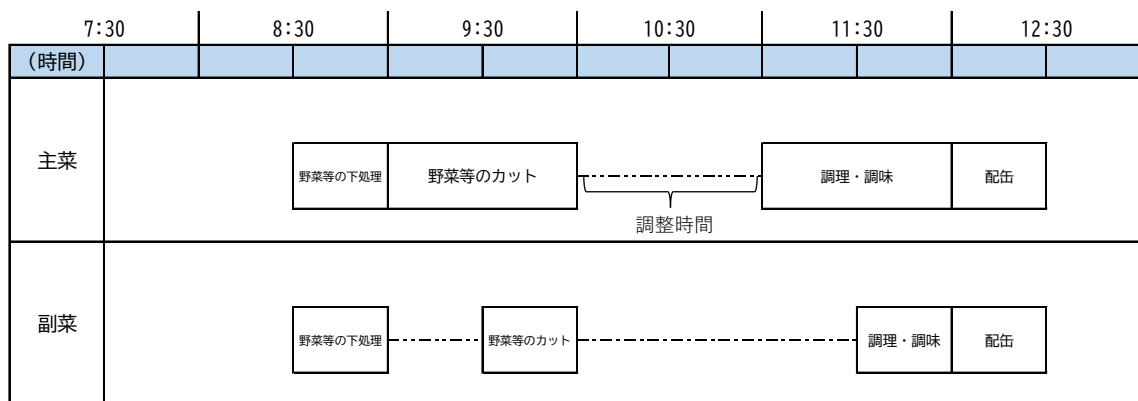 7:30 8:30 9:30 10:30 11:30 12:30
（時間）
主菜
野菜等の下処理 野菜等のカット 調理・調味 配缶
調整時間
副菜
野菜等の下処理 野菜等のカット 調理・調味 配缶